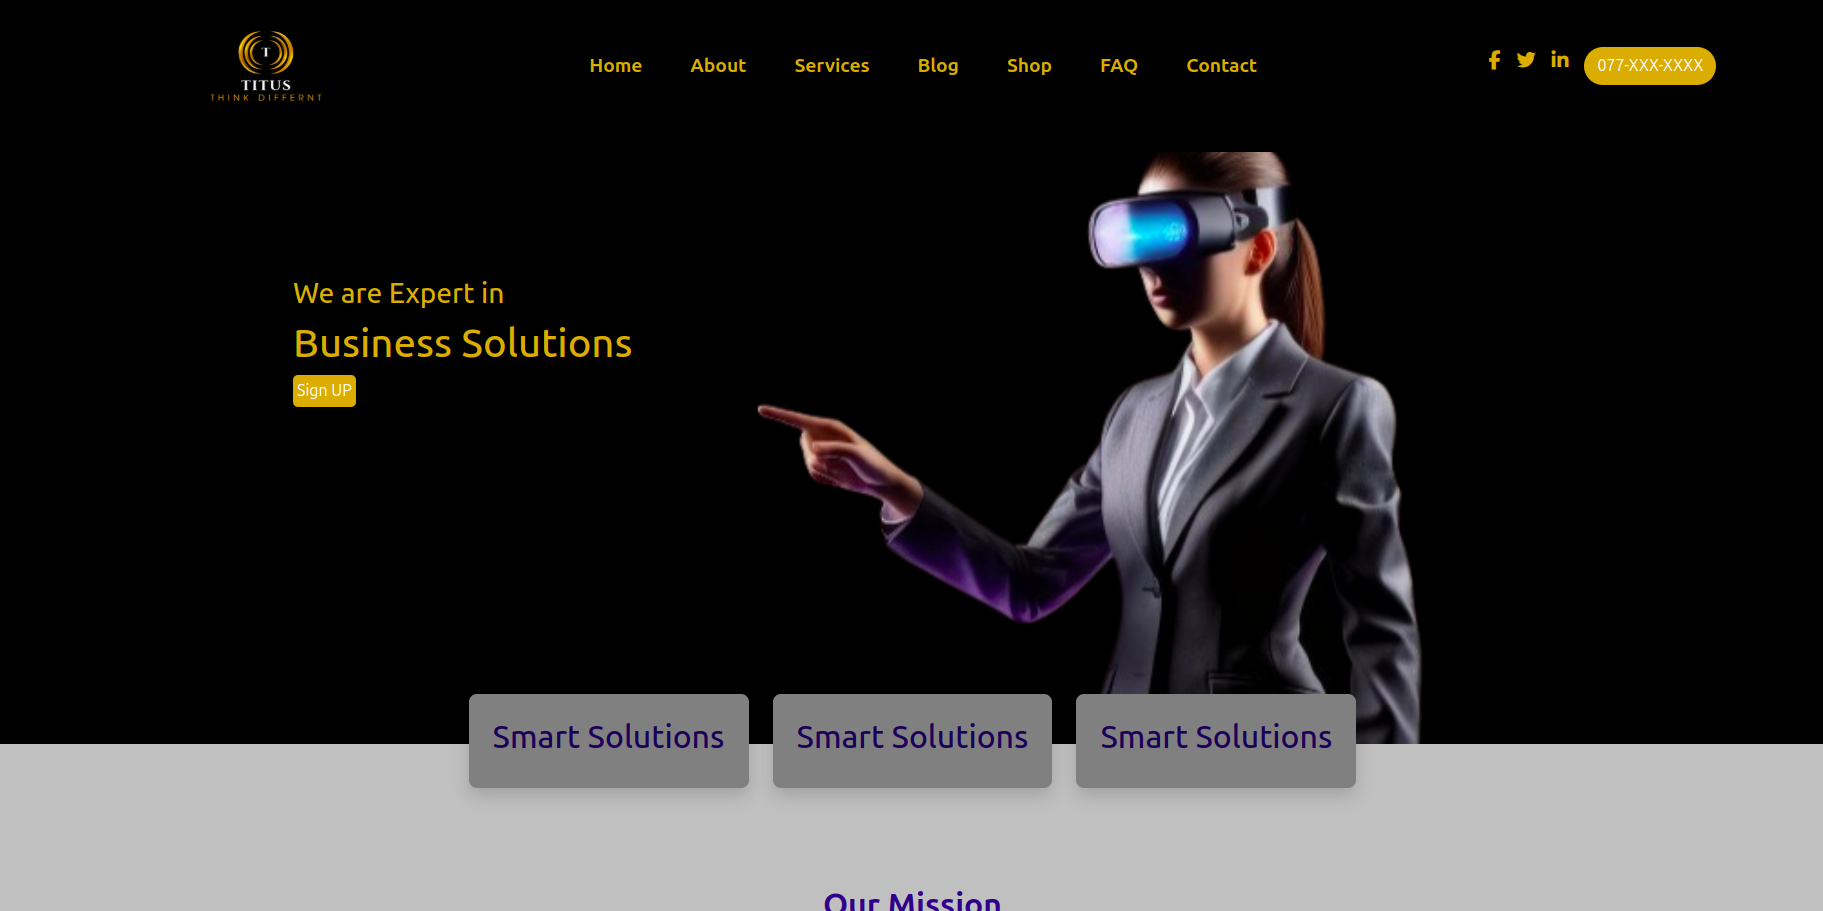 T
TITUS
THINK DIFFERNT
Home About Services Blog Shop FAQ Contact
077-XXX-XXXX
We are Expert in
Business Solutions
Sign UP
Smart Solutions Smart Solutions Smart Solutions
Our Mission